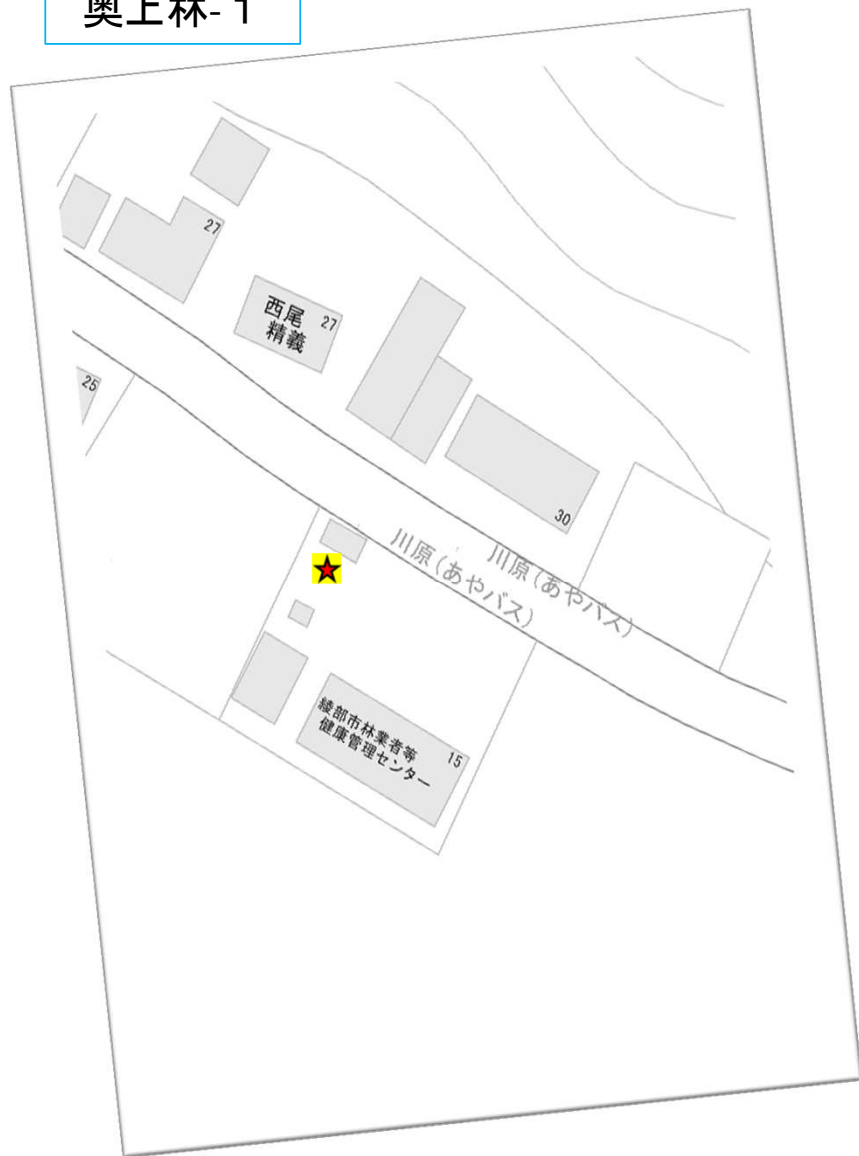 奥上林-１
27
西尾
精義
27
25
30
川原(あやバス)
川原(あやバス)
綾部市林業者等
健康管理センター
15